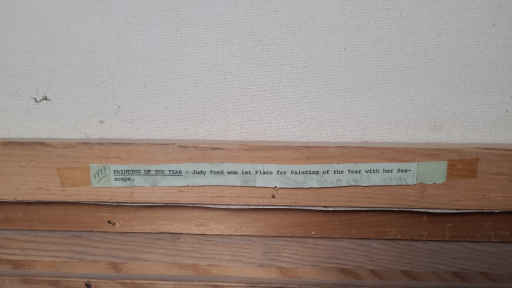 PAINTING OF THE YEAR - Judy Ford won 1st Place for Painting of the Year with her Sea-
scape.